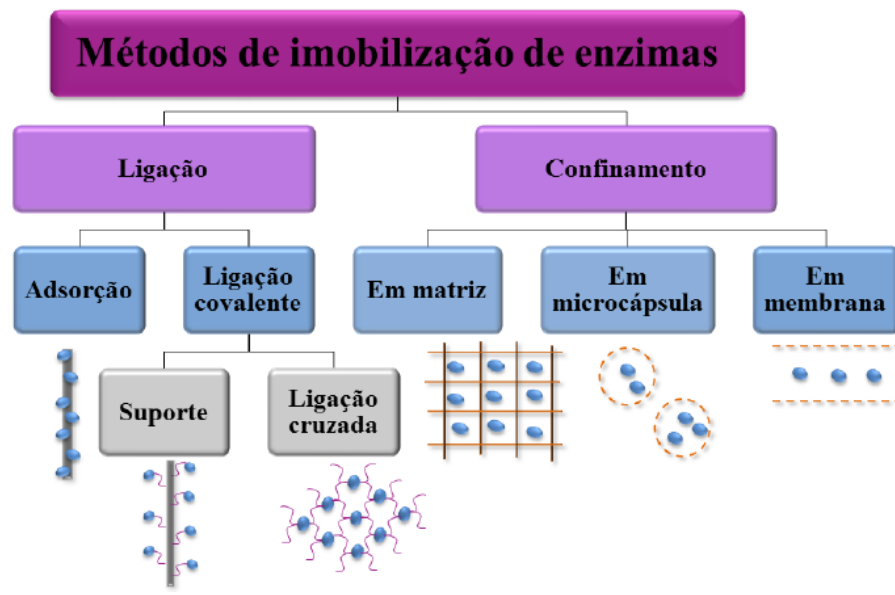 Métodos de imobilização de enzimas
Ligação
Confinamento
Adsorção
Ligação
covalente
Em matriz
Em
microcápsula
Em
membrana
Suporte
Ligação
cruzada